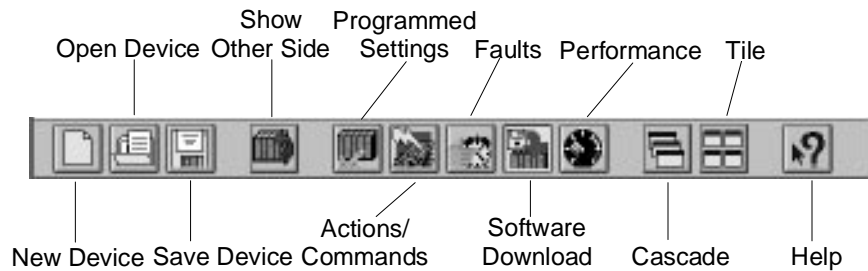 Show
Other Side
Programmed
Settings
Open Device
Faults
Performance
Tile
New Device
Save Device
Actions/
Commands
Software
Download
Cascade
Help